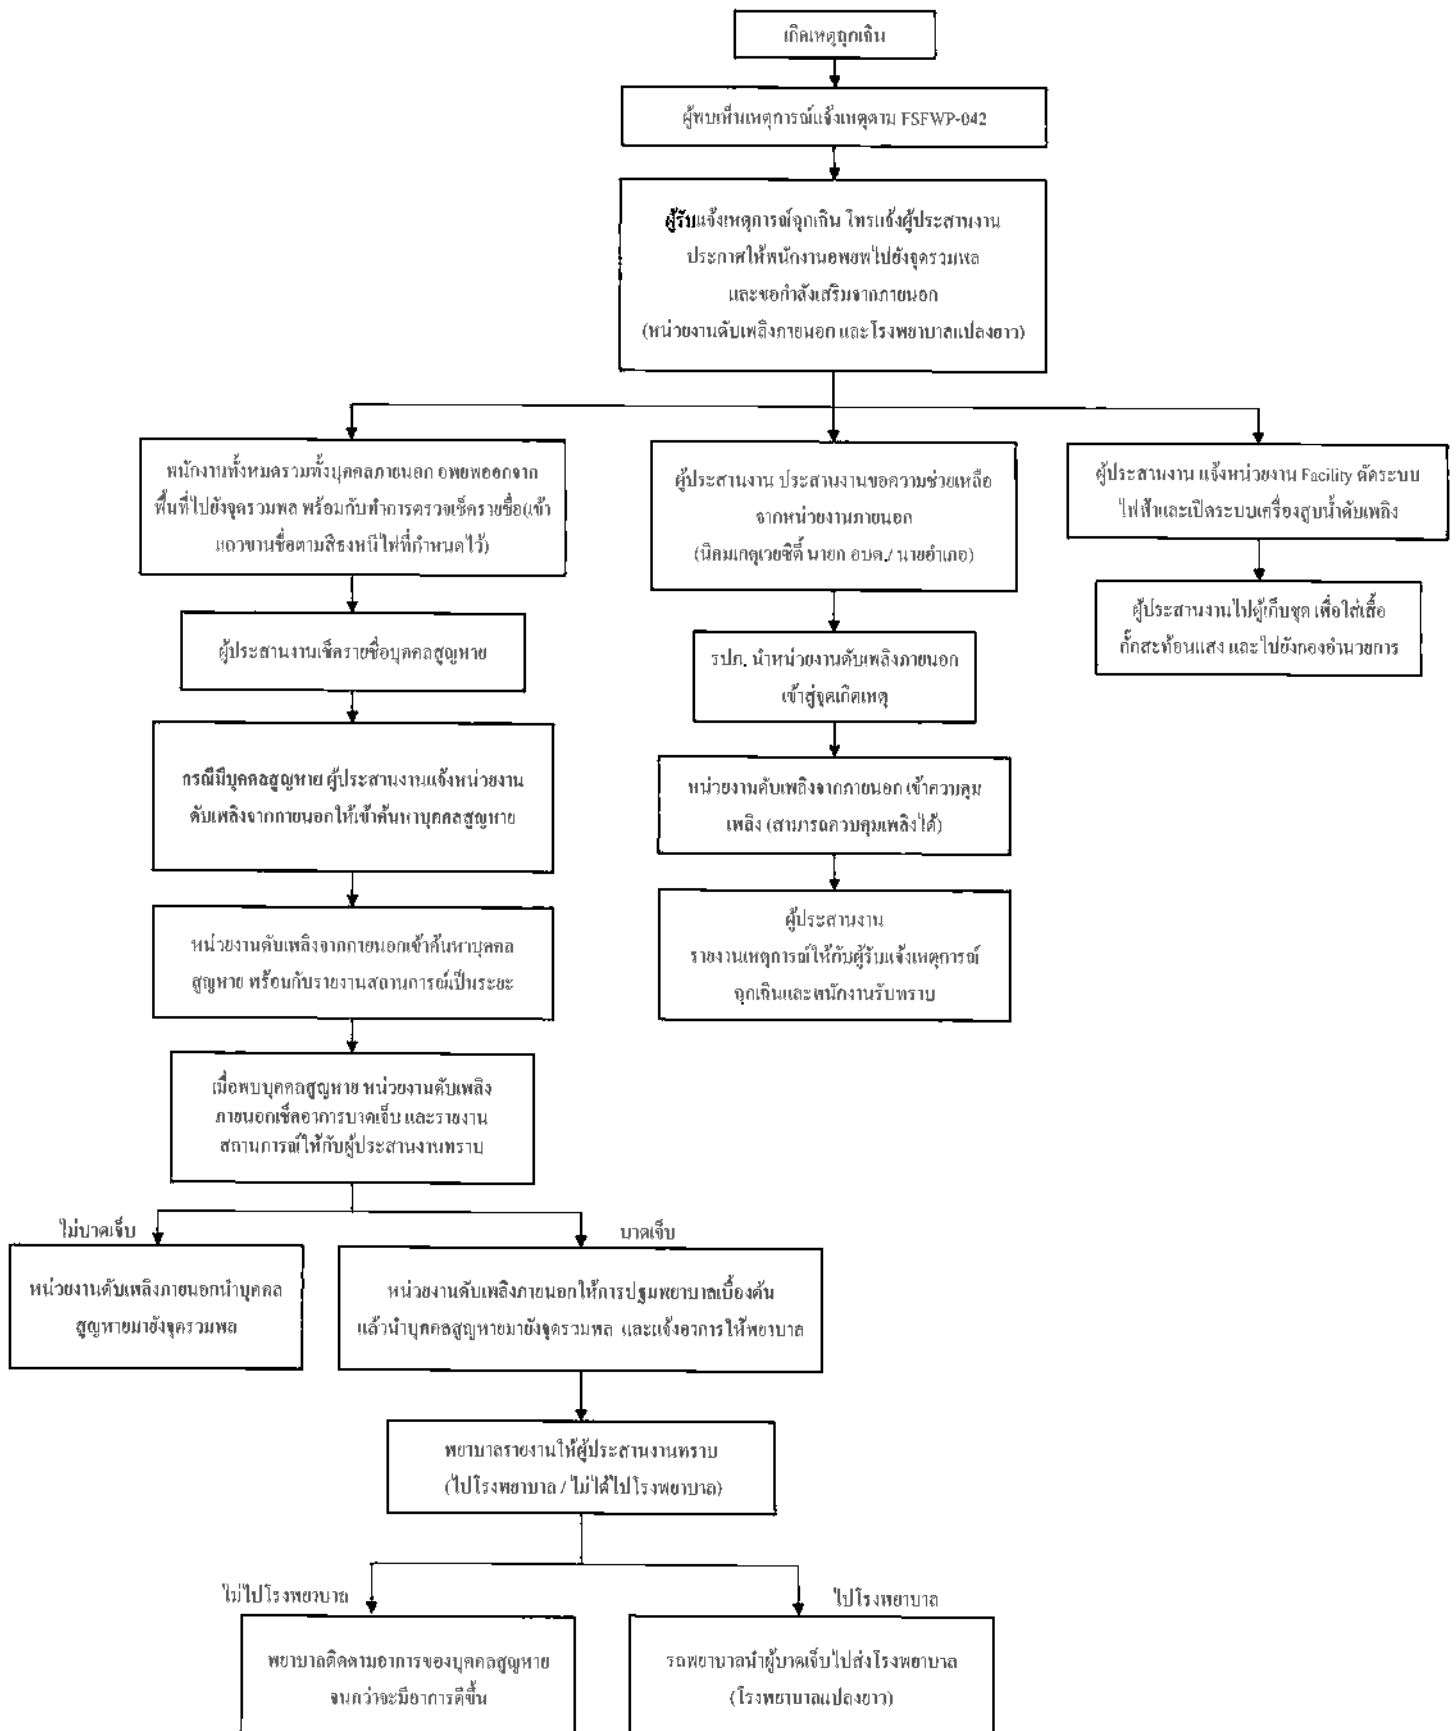 เกิดเหตุฉุกเฉิน
ผู้พบเห็นเหตุการณ์แจ้งเหตุตาม FSFWP-042
ผู้รับแจ้งเหตุการณ์ฉุกเฉิน โทรแจ้งผู้ประสานงาน
ประกาศให้พนักงานอพยพไปยังจุดรวมพล
และขอกำลังเสริมจากภายนอก
(หน่วยงานดับเพลิงภายนอก และโรงพยาบาลแปลงยาว)
พนักงานทั้งหมดรวมทั้งบุคคลภายนอก อพยพออกจาก
พื้นที่ไปยังจุดรวมพล พร้อมกับทำการตรวจเช็ครายชื่อ(เข้า
แถวขานชื่อตามสีธงหนีไฟที่กำหนดไว้)
ผู้ประสานงานเช็ครายชื่อบุคคลสูญหาย
กรณีมีบุคคลสูญหาย ผู้ประสานงานแจ้งหน่วยงาน
ดับเพลิงจากภายนอกให้เข้าค้นหาบุคคลสูญหาย
หน่วยงานดับเพลิงจากภายนอกเข้าค้นหาบุคคล
สูญหาย พร้อมกับรายงานสถานการณ์เป็นระยะ
เมื่อพบบุคคลสูญหาย หน่วยงานดับเพลิง
ภายนอกเช็คอาการบาดเจ็บ และรายงาน
สถานการณ์ให้กับผู้ประสานงานทราบ
ผู้ประสานงาน ประสานงานขอความช่วยเหลือ
จากหน่วยงานภายนอก
(นิคมเกตุเวย์ซิตี้ นายก อบต./ นายอำเภอ)
รปภ. นำหน่วยงานดับเพลิงภายนอก
เข้าสู่จุดเกิดเหตุ
หน่วยงานดับเพลิงจากภายนอก เข้าควบคุม
เพลิง (สามารถควบคุมเพลิงได้)
ผู้ประสานงาน
รายงานเหตุการณ์ให้กับผู้รับแจ้งเหตุการณ์
ฉุกเฉินและพนักงานรับทราบ
ผู้ประสานงาน แจ้งหน่วยงาน Facility ตัดระบบ
ไฟฟ้าและเปิดระบบเครื่องสูบน้ำดับเพลิง
ผู้ประสานงานไปตู้เก็บชุด เพื่อใส่เสื้อ
กั๊กสะท้อนแสง และไปยังกองอำนวยการ
ไม่บาดเจ็บ
บาดเจ็บ
หน่วยงานดับเพลิงภายนอกนำบุคคล
สูญหายมายังจุดรวมพล
หน่วยงานดับเพลิงภายนอกให้การปฐมพยาบาลเบื้องต้น
แล้วนำบุคคลสูญหายมายังจุดรวมพล และแจ้งอาการให้พยาบาล
พยาบาลรายงานให้ผู้ประสานงานทราบ
(ไปโรงพยาบาล / ไม่ได้ไปโรงพยาบาล)
ไม่ไปโรงพยาบาล
ไปโรงพยาบาล
พยาบาลติดตามอาการของบุคคลสูญหาย
จนกว่าจะมีอาการดีขึ้น
รถพยาบาลนำผู้บาดเจ็บไปส่งโรงพยาบาล
(โรงพยาบาลแปลงยาว)